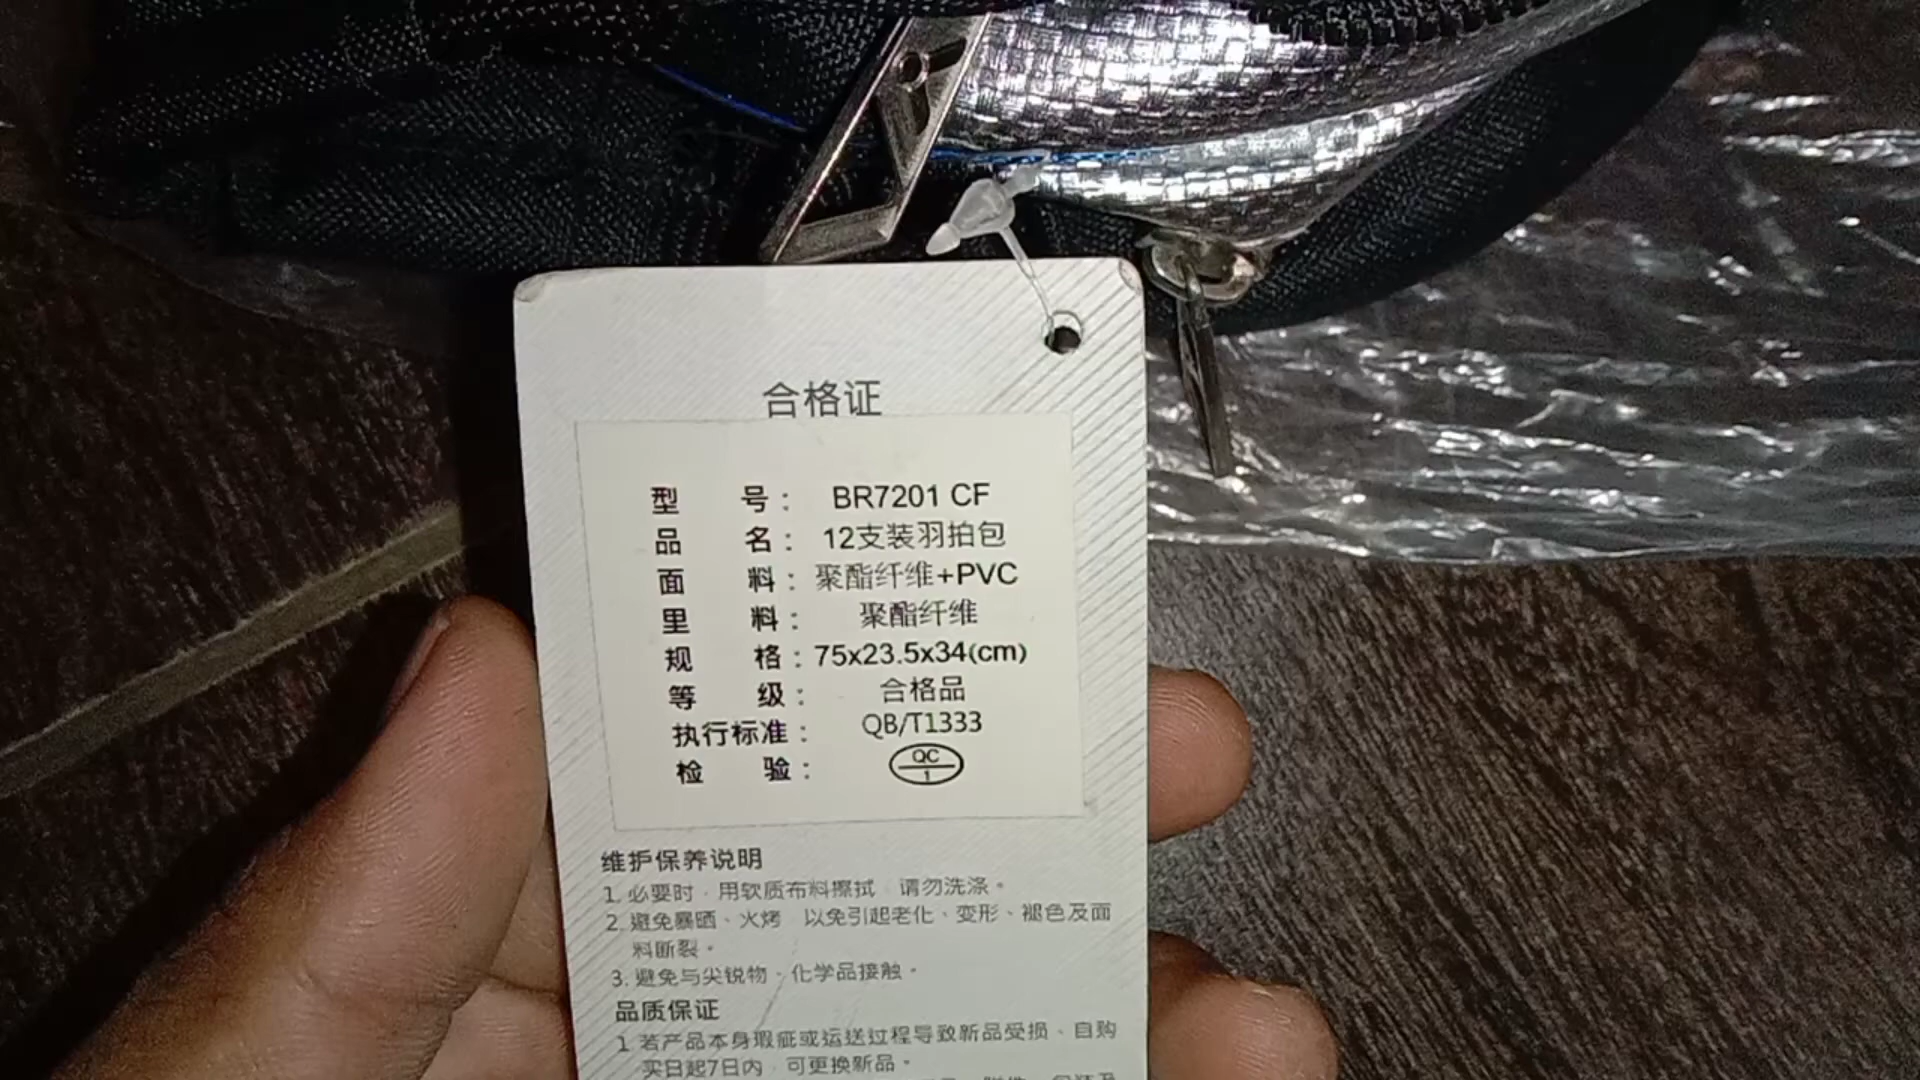 合格证
型号: BR7201 CF
品名: 12支装羽拍包
面料: 聚酯纤维+PVC
里料: 聚酯纤维
规格: 75x23.5x34(cm)
等级: 合格品
执行标准: QB/T1333
检验: QC 1
维护保养说明
1. 必要时，用软质布料擦拭，请勿洗涤。
2. 避免暴晒、火烤，以免引起老化、变形、褪色及面
料断裂。
3. 避免与尖锐物、化学品接触。
品质保证
1 若产品本身瑕疵或运送过程导致新品受损、自购
买日起7日内，可更换新品。